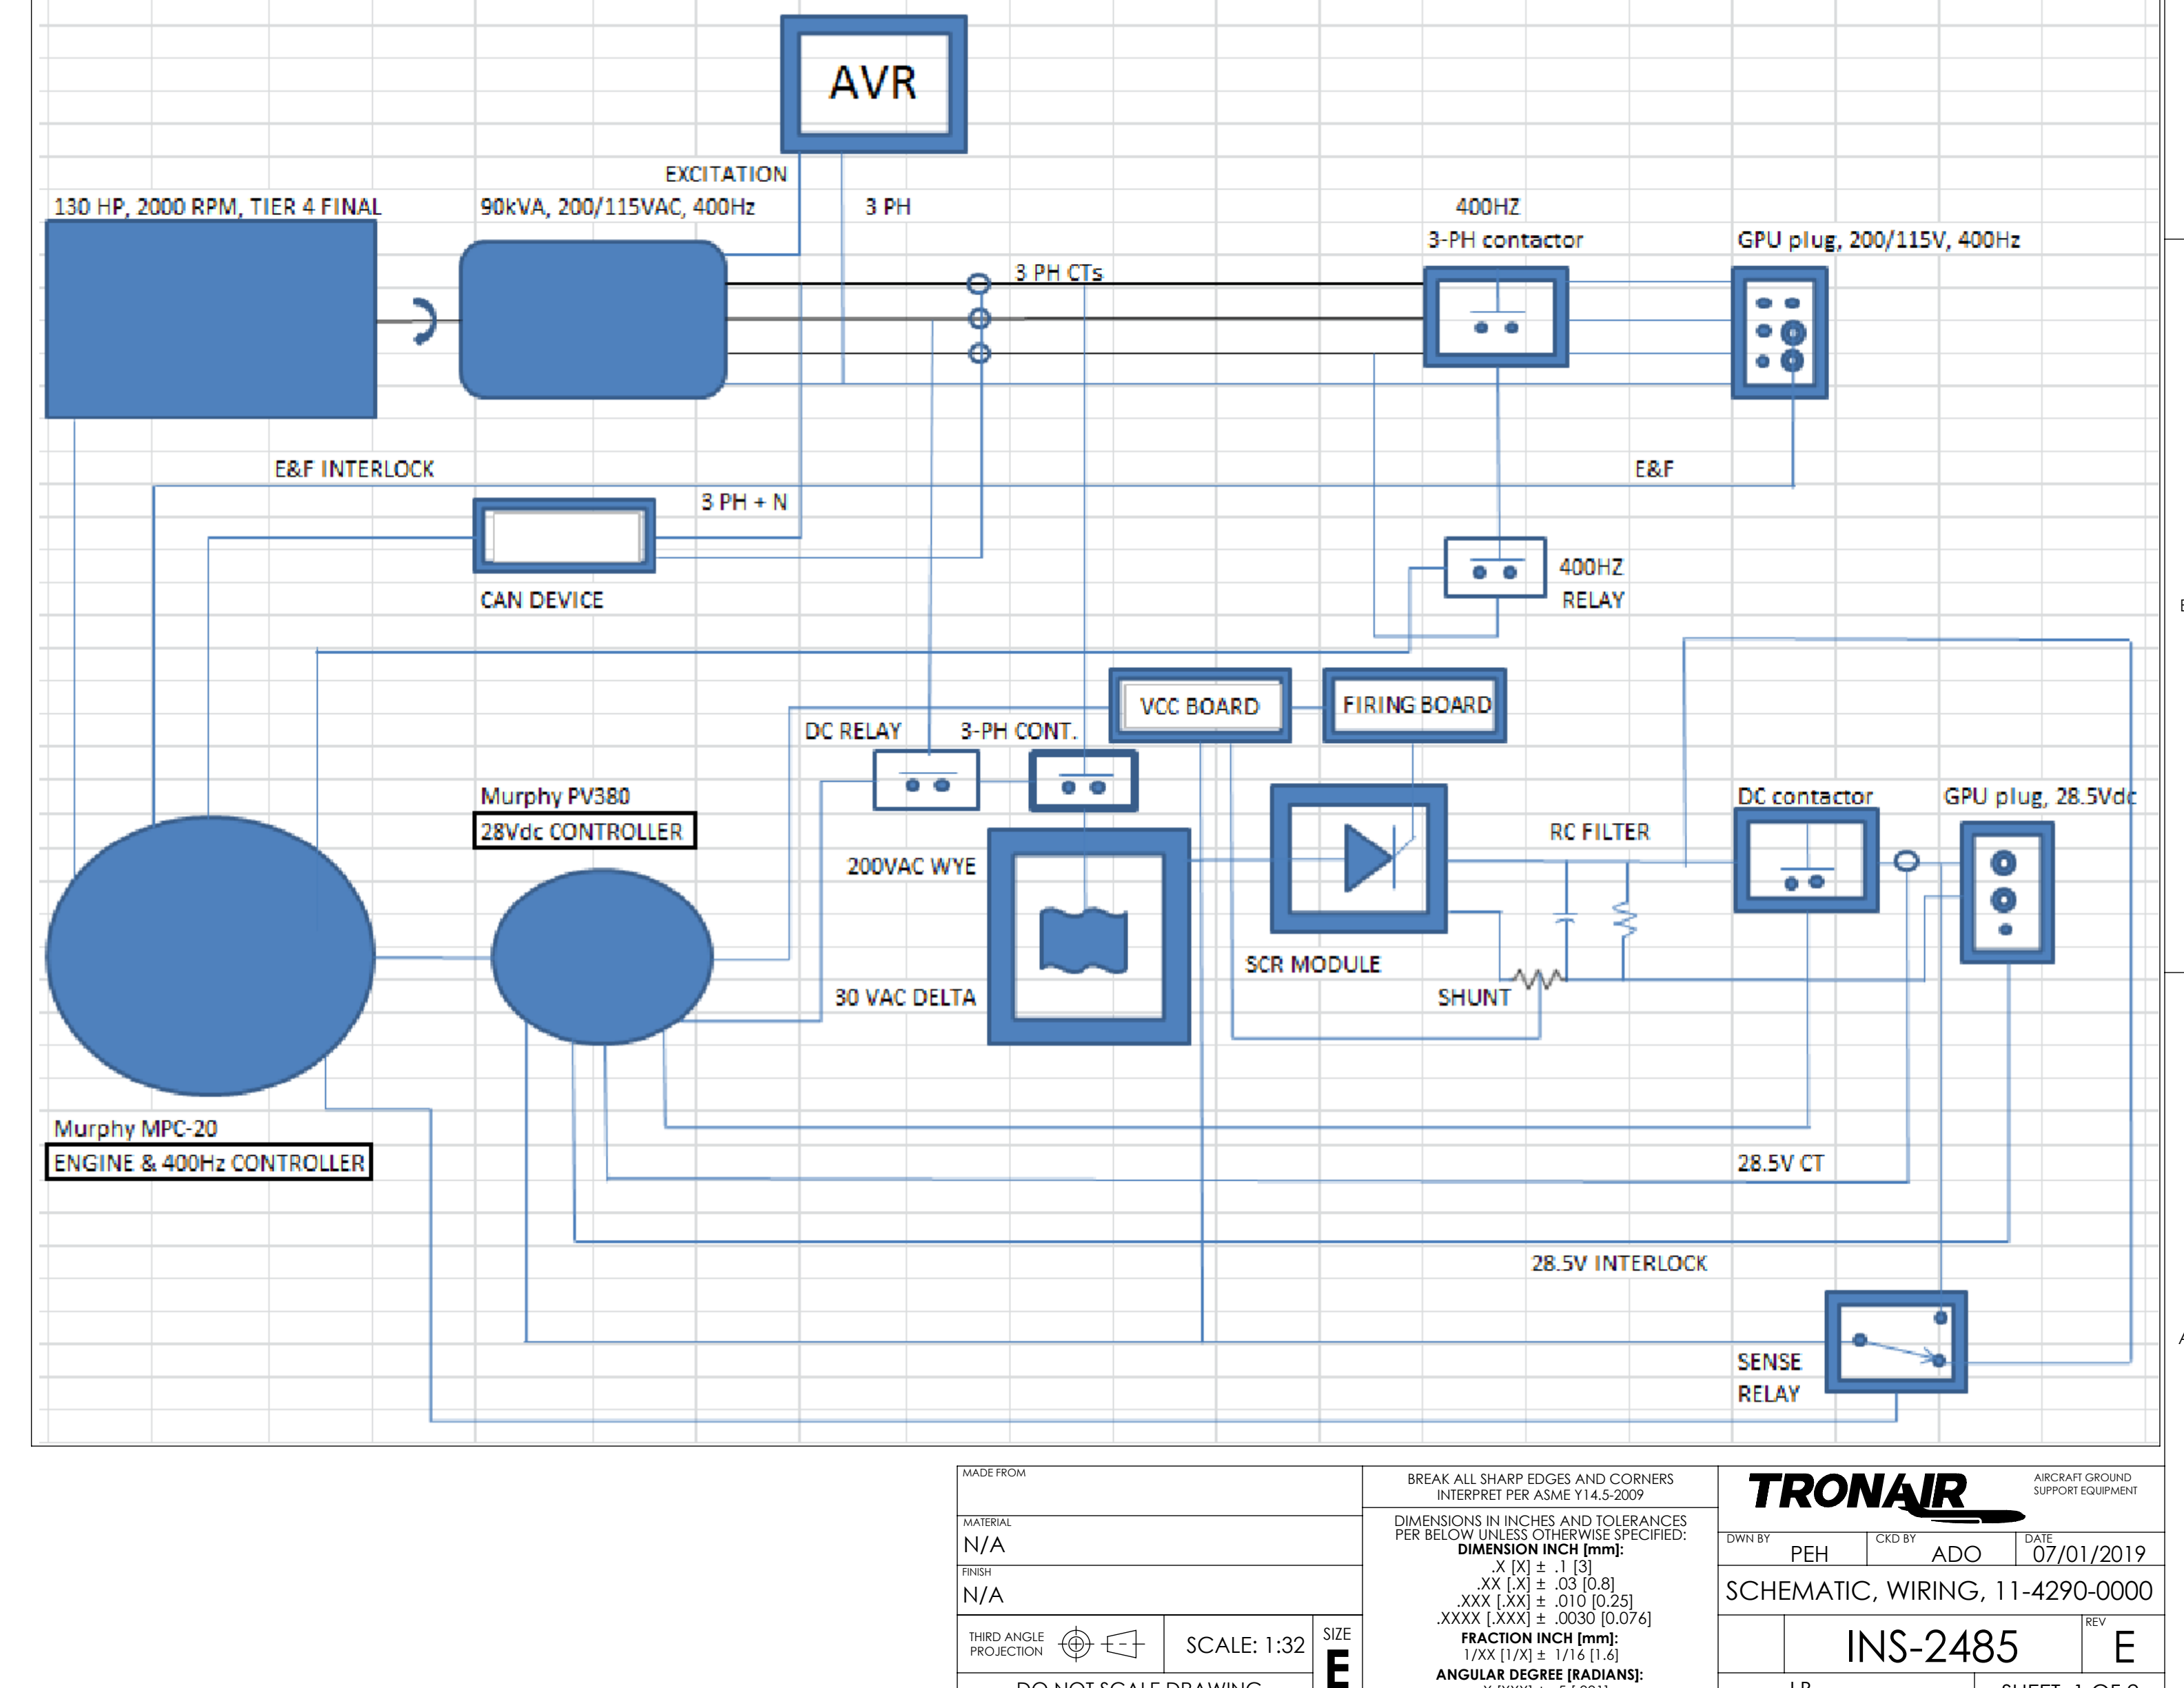 AVR
EXCITATION
130 HP, 2000 RPM, TIER 4 FINAL
90kVA, 200/115VAC, 400Hz
3 PH
400HZ
3-PH contactor
GPU plug, 200/115V, 400Hz
3 PH CTs
E&F INTERLOCK
E&F
3 PH + N
CAN DEVICE
400HZ
RELAY
VCC BOARD
FIRING BOARD
DC RELAY
3-PH CONT.
Murphy PV380
28Vdc CONTROLLER
DC contactor
GPU plug, 28.5Vdc
RC FILTER
200VAC WYE
SCR MODULE
30 VAC DELTA
SHUNT
Murphy MPC-20
ENGINE & 400Hz CONTROLLER
28.5V CT
28.5V INTERLOCK
SENSE
RELAY
MADE FROM
MATERIAL
N/A
FINISH
N/A
THIRD ANGLE
PROJECTION
SCALE: 1:32
SIZE
E
DO NOT SCALE DRAWING
BREAK ALL SHARP EDGES AND CORNERS
INTERPRET PER ASME Y14.5-2009
DIMENSIONS IN INCHES AND TOLERANCES
PER BELOW UNLESS OTHERWISE SPECIFIED:
DIMENSION INCH [mm]:
.X [X] ± .1 [3]
.XX [.X] ± .03 [0.8]
.XXX [.XX] ± .010 [0.25]
.XXXX [.XXX] ± .0030 [0.076]
FRACTION INCH [mm]:
1/XX [1/X] ± 1/16 [1.6]
ANGULAR DEGREE [RADIANS]:
TRONAIR
AIRCRAFT GROUND
SUPPORT EQUIPMENT
DWN BY
PEH
CKD BY
ADO
DATE
07/01/2019
SCHEMATIC, WIRING, 11-4290-0000
INS-2485
REV
E